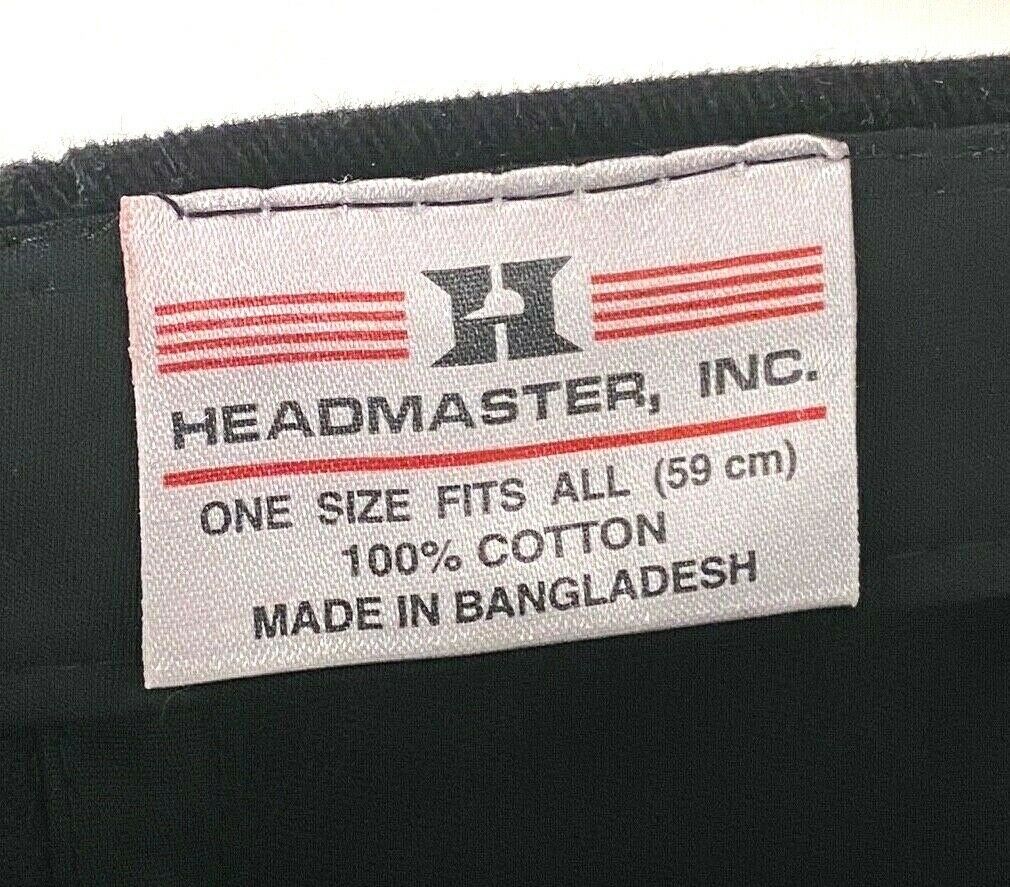 H
HEADMASTER, INC.
ONE SIZE FITS ALL (59 cm)
100% COTTON
MADE IN BANGLADESH